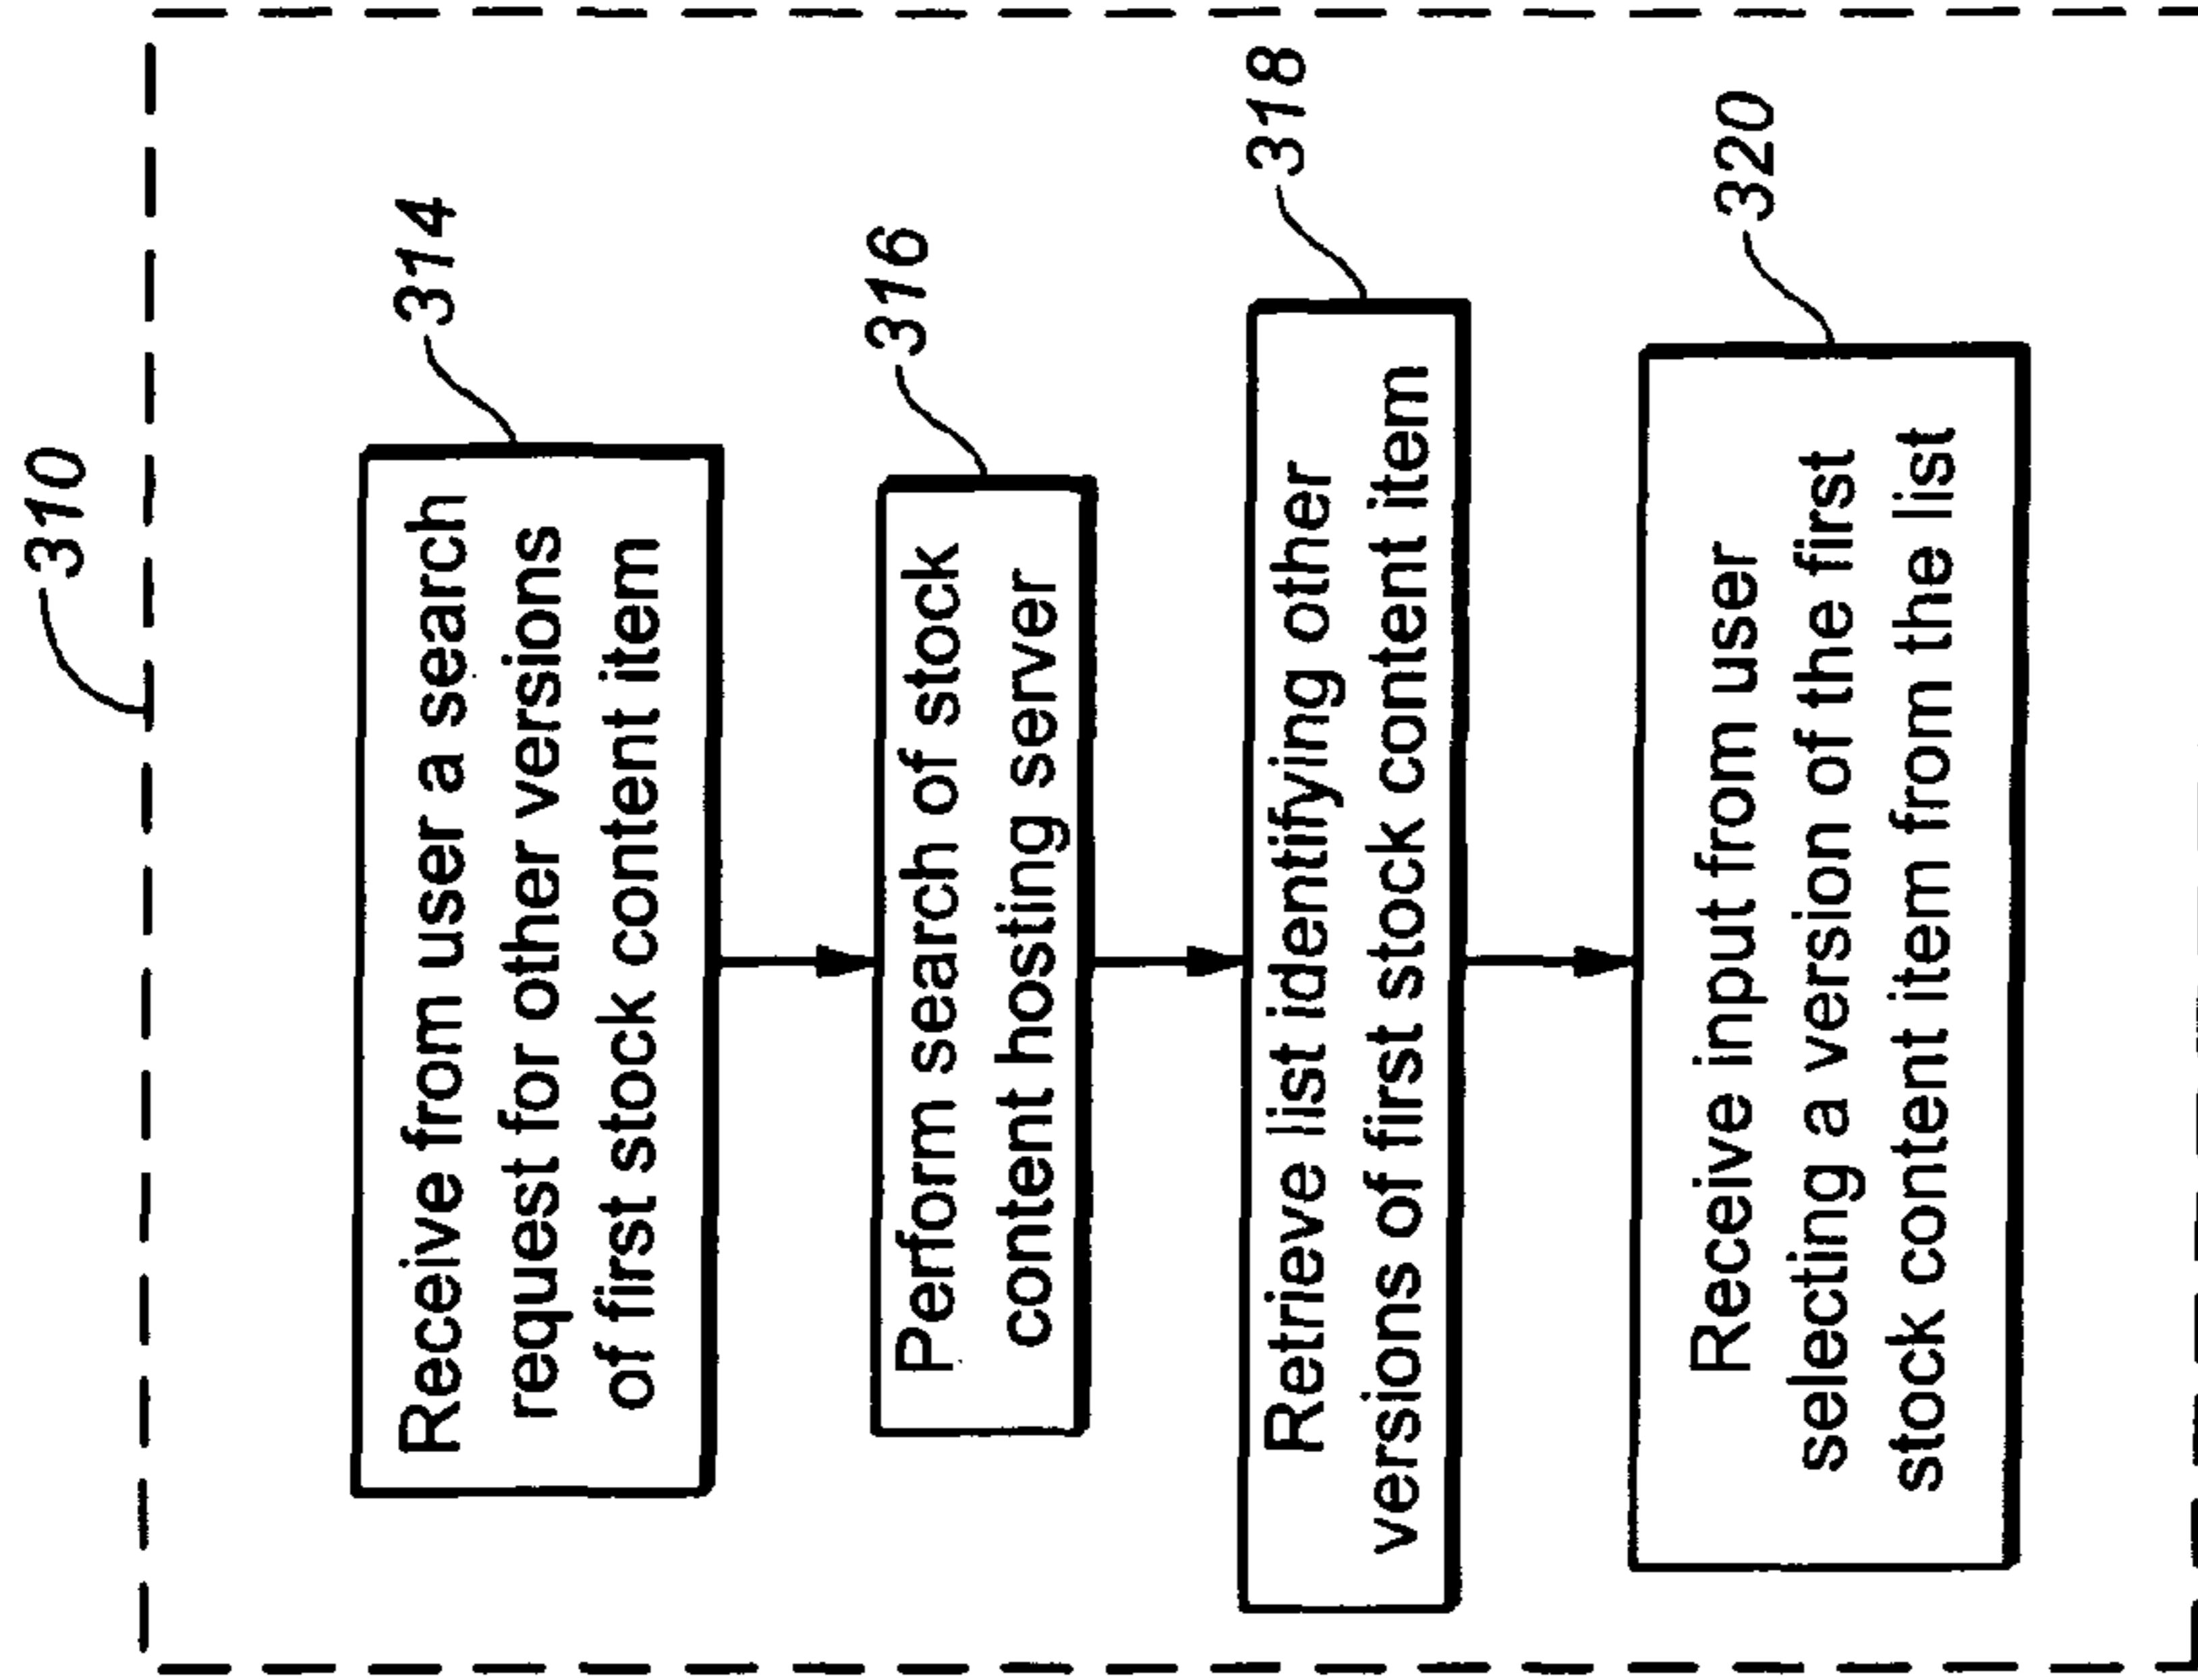 310
314
Receive from user a search
request for other versions
of first stock content item
316
Perform search of stock
content hosting server
318
Retrieve list identifying other
versions of first stock content item
320
Receive input from user
selecting a version of the first
stock content item from the list